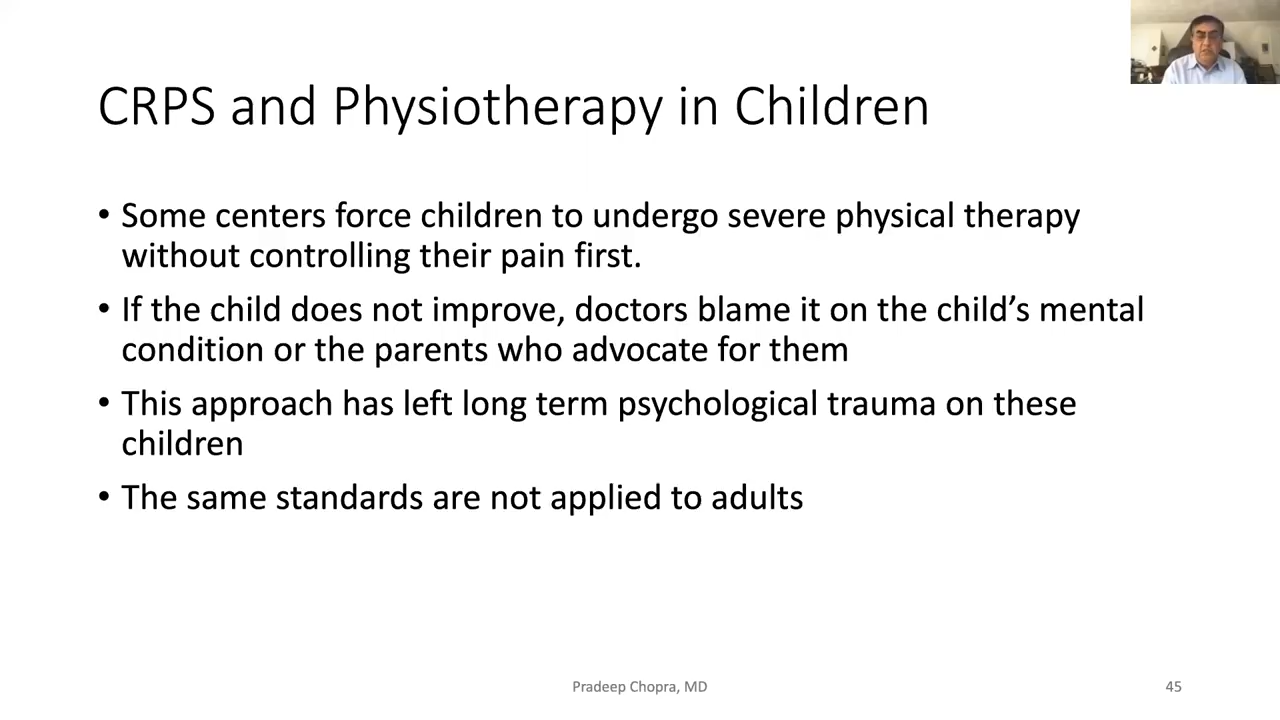 CRPS and Physiotherapy in Children
• Some centers force children to undergo severe physical therapy
without controlling their pain first.
• If the child does not improve, doctors blame it on the child’s mental
condition or the parents who advocate for them
• This approach has left long term psychological trauma on these
children
• The same standards are not applied to adults
Pradeep Chopra, MD
45